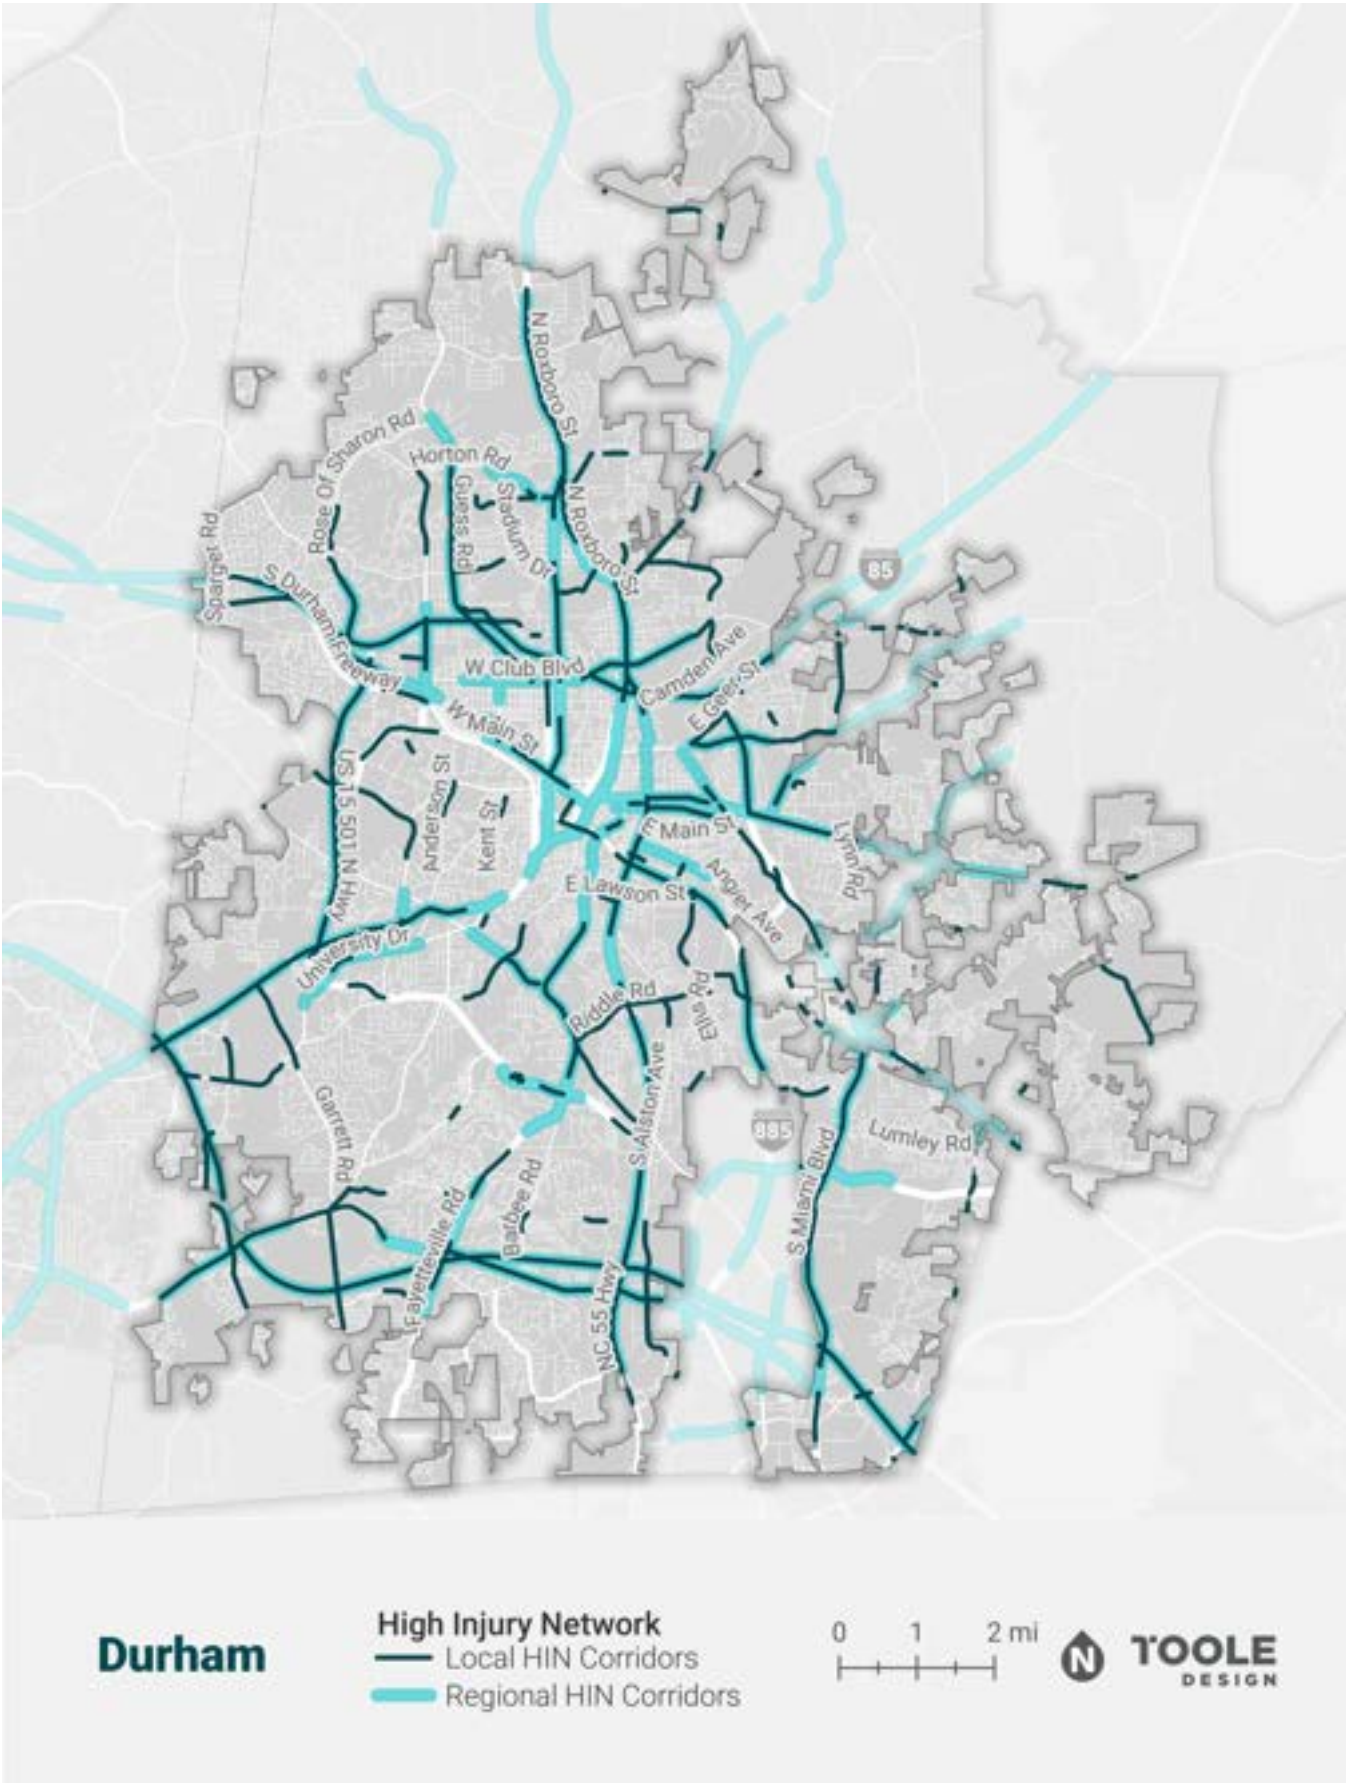 N Roxboro St
Rose Of Sharon Rd
Horton Rd
Guess Rd
Stadium Dr
N Roxboro St
Sparger Rd
85
S Durham Freeway
W Club Blvd
Camden Ave
E Geer St
W Main St
US 15 501 N Hwy
Anderson St
Kent St
E Main St
Lynn Rd
Angier Ave
E Lawson St
University Dr
Riddle Rd
Ellis Rd
Garrett Rd
S Alston Ave
885
Lumley Rd
S Miami Blvd
Fayetteville Rd
Barbee Rd
NC 55 Hwy
Durham
High Injury Network
Local HIN Corridors
Regional HIN Corridors
0 1 2 mi
N
TOOLE
DESIGN